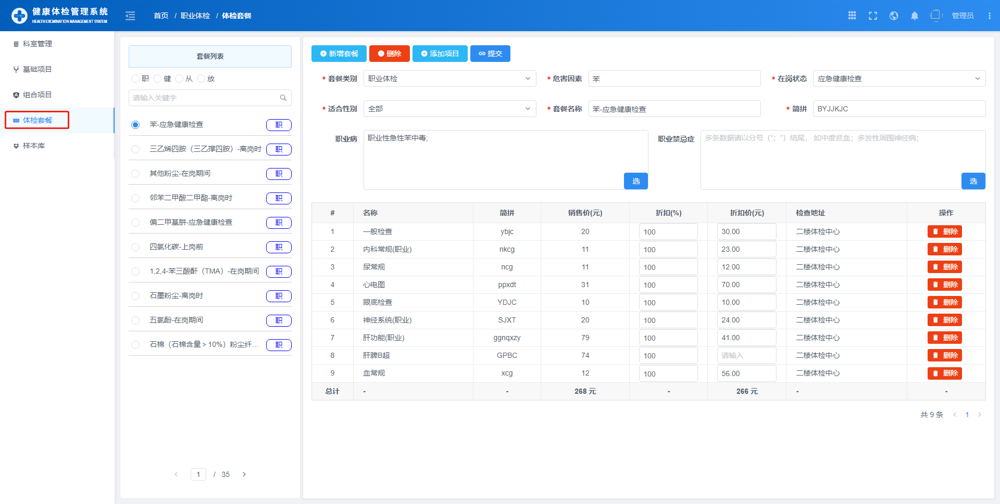 健康体检管理系统
HEALTH EXCMINATION MANAGEMENT SYATEM
首页 / 职业体检 / 体检套餐
管理员
科室管理
基础项目
组合项目
体检套餐
样本库
套餐列表
职 健 从 放
请输入关键字
苯-应急健康检查 职
三乙烯四胺（三乙撑四胺）-离岗时 职
其他粉尘-在岗期间 职
邻苯二甲酸二甲酯-离岗时 职
偏二甲基肼-应急健康检查 职
四氯化碳-上岗前 职
1,2,4-苯三酸酐（TMA）-在岗期间 职
石墨粉尘-离岗时 职
五氯酚-在岗期间 职
石棉（石棉含量＞10%）粉尘纤... 职
1 / 35
新增套餐 删除 添加项目 提交
* 套餐类别 职业体检 * 危害因素 苯 * 在岗状态 应急健康检查
* 适合性别 全部 * 套餐名称 苯-应急健康检查 * 简拼 BYJJKJC
职业病 职业性急性苯中毒; 选
职业禁忌症 多条数据请以分号（“；”）结尾， 如中度贫血；多发性周围神经病； 选
# 名称 简拼 销售价(元) 折扣(%) 折扣价(元) 检查地址 操作
1 一般检查 ybjc 20 100 30.00 二楼体检中心 删除
2 内科常规(职业) nkcg 11 100 23.00 二楼体检中心 删除
3 尿常规 ncg 11 100 12.00 二楼体检中心 删除
4 心电图 ppxdt 31 100 70.00 二楼体检中心 删除
5 眼底检查 YDJC 10 100 10.00 二楼体检中心 删除
6 神经系统(职业) SJXT 20 100 24.00 二楼体检中心 删除
7 肝功能(职业) ggnqxzy 79 100 41.00 二楼体检中心 删除
8 肝脾B超 GPBC 74 100 请输入 二楼体检中心 删除
9 血常规 xcg 12 100 56.00 二楼体检中心 删除
总计 - - 268 元 - 266 元 - -
共 9 条 1